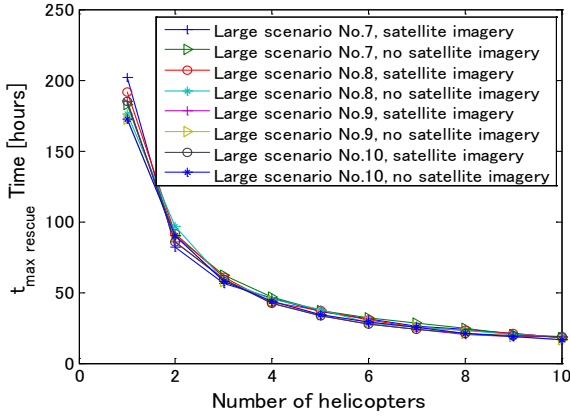 250
200
150
100
50
0
t_max rescue Time [hours]
Large scenario No.7, satellite imagery
Large scenario No.7, no satellite imagery
Large scenario No.8, satellite imagery
Large scenario No.8, no satellite imagery
Large scenario No.9, satellite imagery
Large scenario No.9, no satellite imagery
Large scenario No.10, satellite imagery
Large scenario No.10, no satellite imagery
0 2 4 6 8 10
Number of helicopters